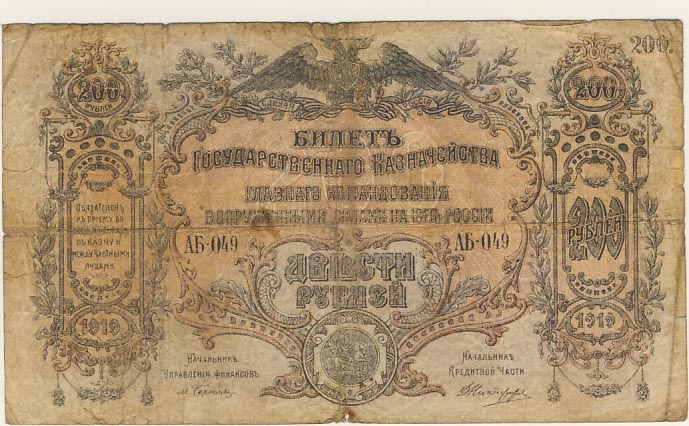 200.
200
РУБЛЕЙ
200
ЕДИНАЯ РОССІЯ
БИЛЕТЪ
ГОСУДАРСТВЕННАГО КАЗНАЧЕЙСТВА
ГЛАВНАГО КОМАНДОВАНІЯ
ВООРУЖЕННЫМИ СИЛАМИ НА ЮГѢ РОССІИ
ОБЯЗАТЕЛЕНЪ
КЪ ПРІЕМУ ВО
ВЪ КАЗНУ И
МЕЖДУ ЧАСТНЫМИ
ЛИЦАМИ.
АБ-049
АБ-049
200
РУБЛЕЙ
ДВѢСТИ
РУБЛЕЙ
1919
1919
НАЧАЛЬНИКЪ
УПРАВЛЕНІЯ ФИНАНСОВЪ
НАЧАЛЬНИКЪ
КРЕДИТНОЙ ЧАСТИ